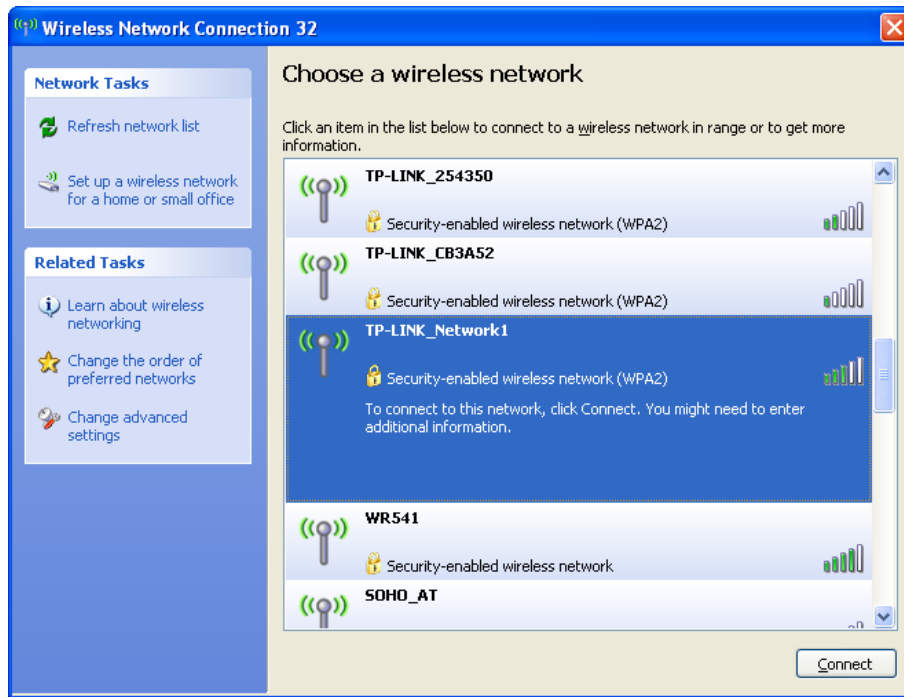 Wireless Network Connection 32
Network Tasks
Refresh network list
Set up a wireless network
for a home or small office
Related Tasks
Learn about wireless
networking
Change the order of
preferred networks
Change advanced
settings
Choose a wireless network
Click an item in the list below to connect to a wireless network in range or to get more
information.
TP-LINK_254350
Security-enabled wireless network (WPA2)
TP-LINK_CB3A52
Security-enabled wireless network (WPA2)
TP-LINK_Network1
Security-enabled wireless network (WPA2)
To connect to this network, click Connect. You might need to enter
additional information.
WR541
Security-enabled wireless network
SOHO_AT
Connect